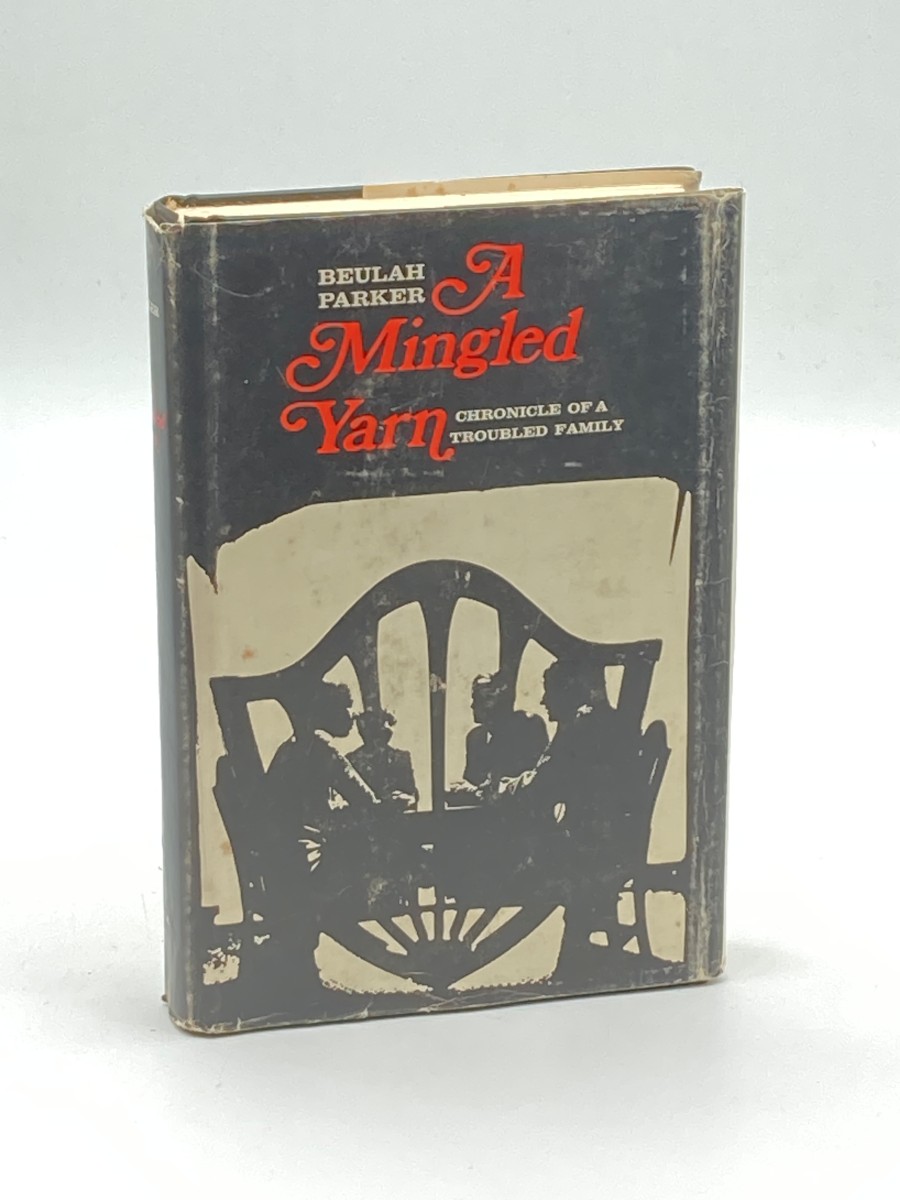 BEULAH
PARKER
A
Mingled
Yarn
CHRONICLE OF A
TROUBLED FAMILY